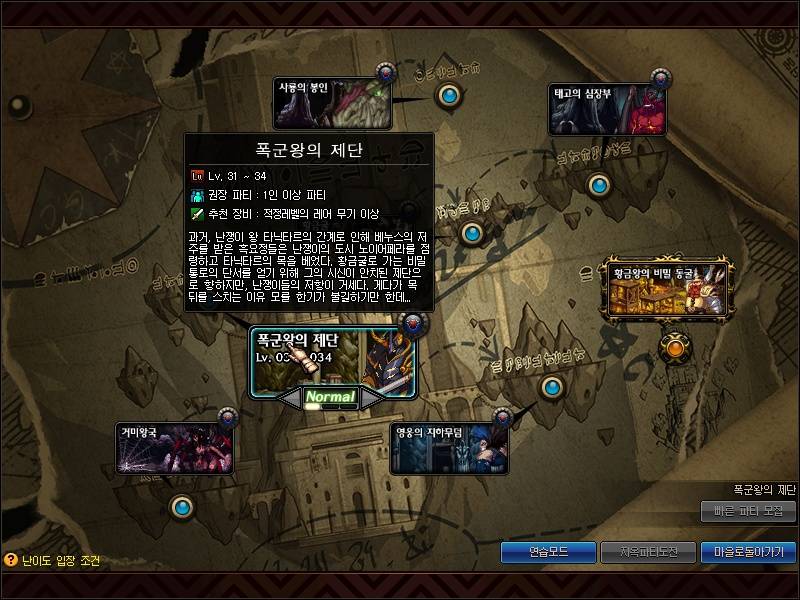 사룡의 봉인
태고의 심장부
폭군왕의 제단
Lv. 31 ~ 34
권장 파티 : 1인 이상 파티
추천 장비 : 적정레벨의 레어 무기 이상
과거, 난쟁이 왕 타닉타르의 간계로 인해 베누스의 저
주를 받은 흑요정들은 난쟁이의 도시 노이어페라를 점
령하고 타닉타르의 목을 베었다. 황금굴로 가는 비밀
통로의 단서를 얻기 위해 그의 시신이 안치된 제단으
로 향하지만, 난쟁이들의 저항이 거세다. 게다가 목
뒤를 스치는 이유 모를 한기가 불길하기만 한데...
황금왕의 비밀 동굴
폭군왕의 제단
Normal
거미왕국
영웅의 지하무덤
폭군왕의 제단
빠른 파티 모집
난이도 입장 조건
연습모드
지옥파티도전
마을로돌아가기